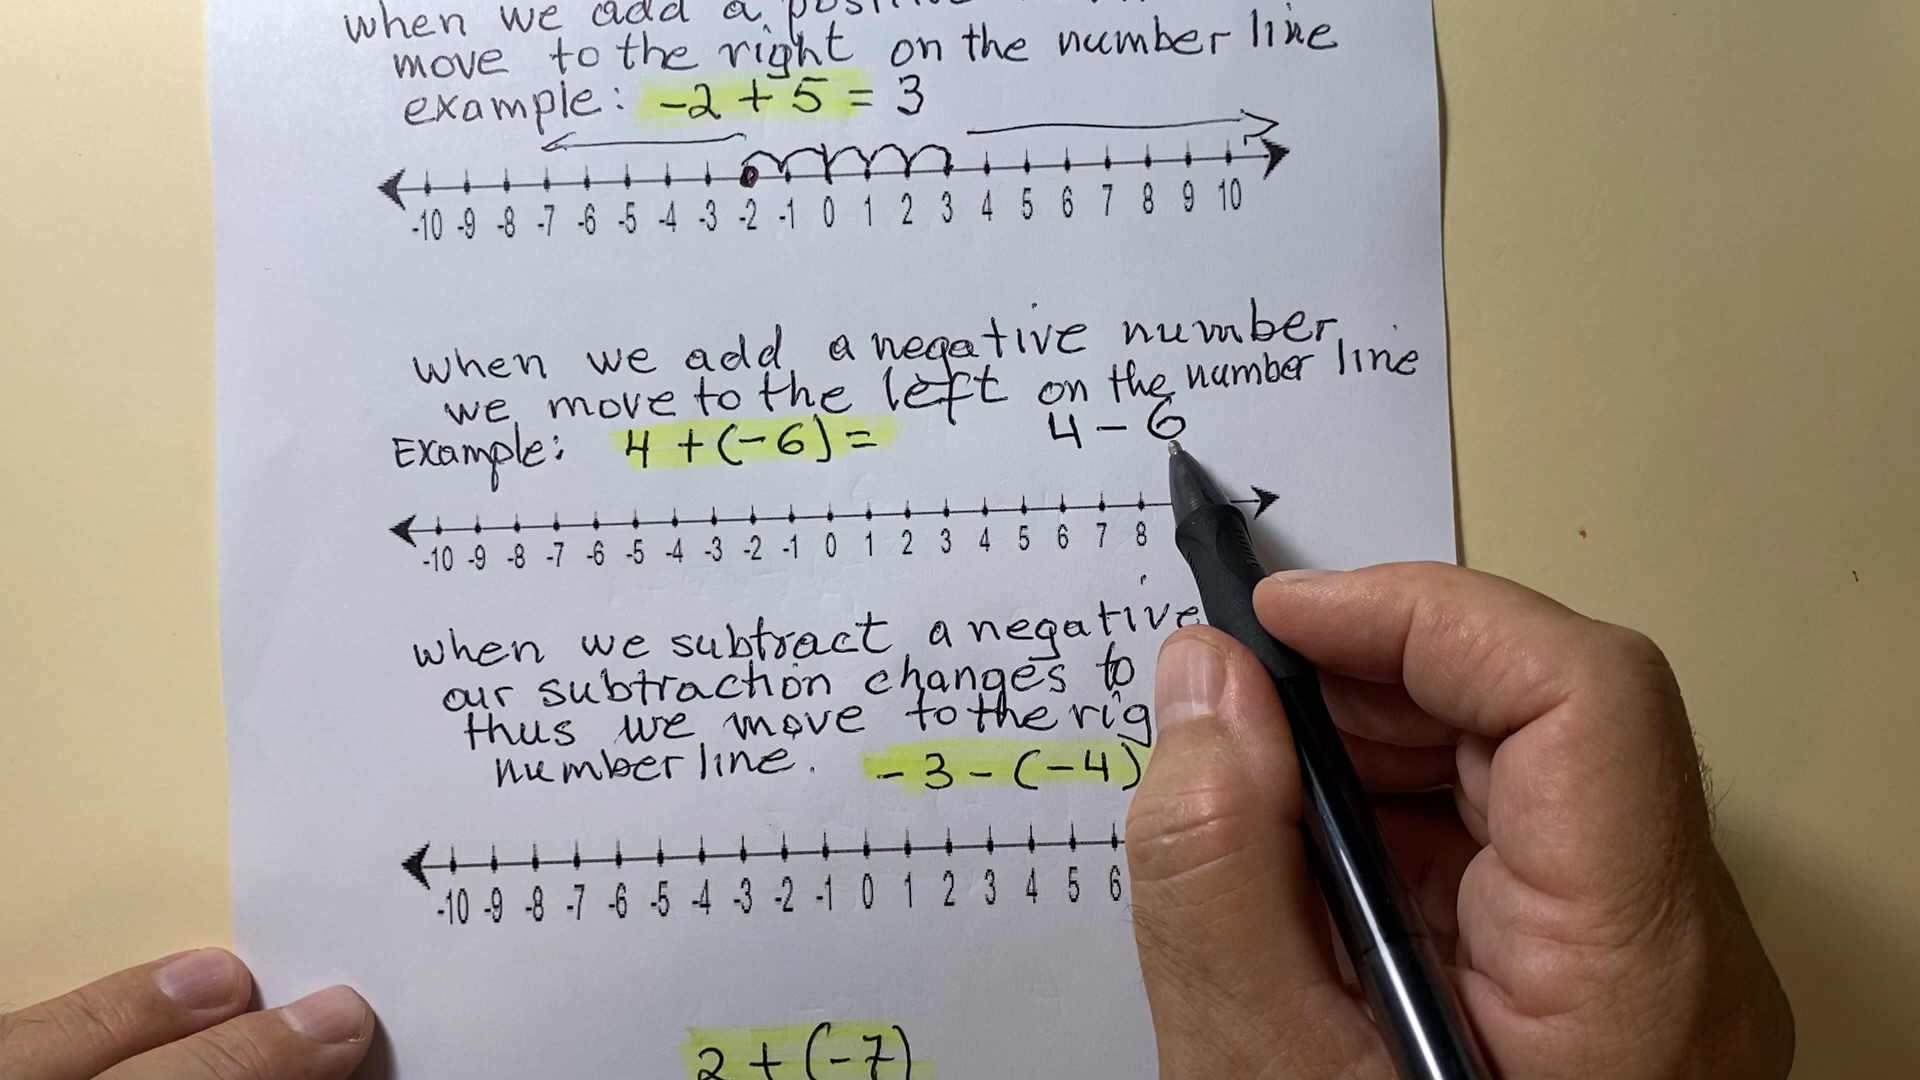 when we add a
move to the right on the number line
example: -2 + 5 = 3
-10 -9 -8 -7 -6 -5 -4 -3 -2 -1 0 1 2 3 4 5 6 7 8 9 10
when we add a negative number
we move to the left on the number line
Example: 4 + (-6) = 4 - 6
-10 -9 -8 -7 -6 -5 -4 -3 -2 -1 0 1 2 3 4 5 6 7 8
when we subtract a negative
our subtraction changes to
thus we move to the rig
number line. -3 - (-4)
-10 -9 -8 -7 -6 -5 -4 -3 -2 -1 0 1 2 3 4 5 6
2 + (-7)